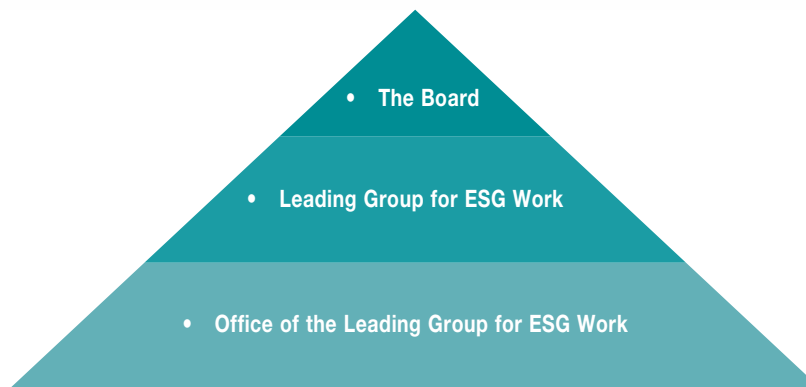 • The Board
• Leading Group for ESG Work
• Office of the Leading Group for ESG Work